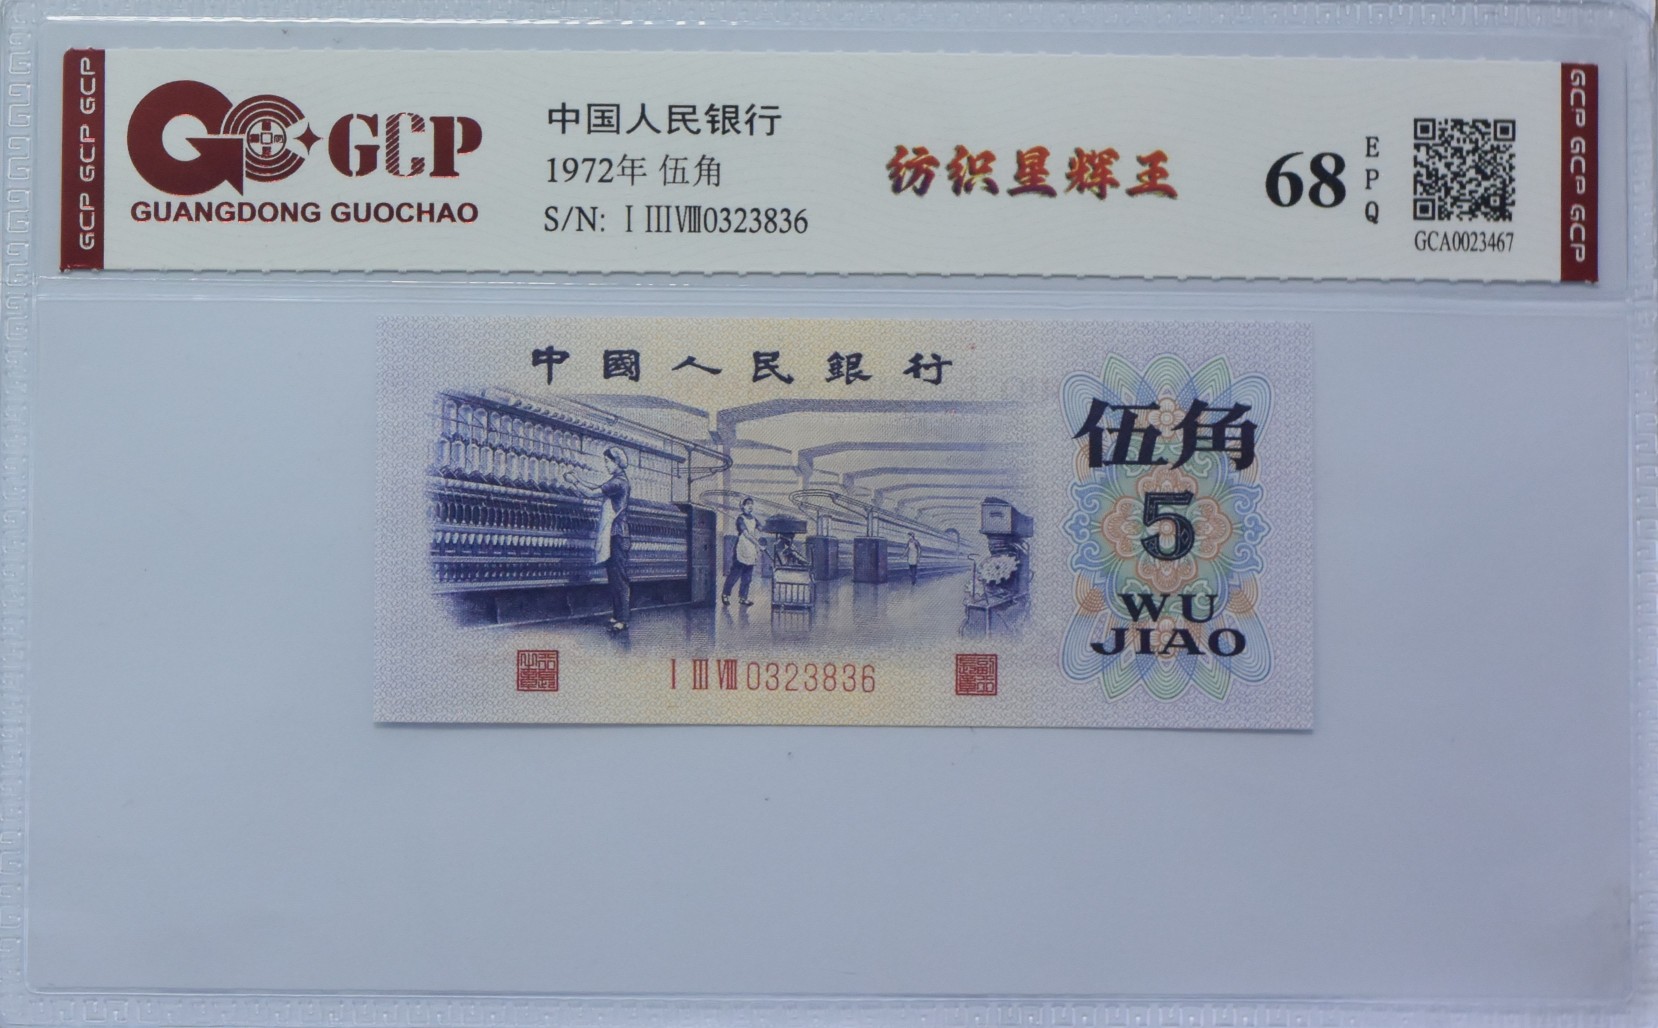 GCP GCP GCP
GCP
GUANGDONG GUOCHAO
中国人民银行
1972年 伍角
S/N: Ⅰ Ⅲ Ⅷ0323836
纺织星辉王
68
EPQ
GCA0023467
GCP GCP GCP
中國人民銀行
伍角
5
WU
JIAO
Ⅰ Ⅲ Ⅷ 0323836